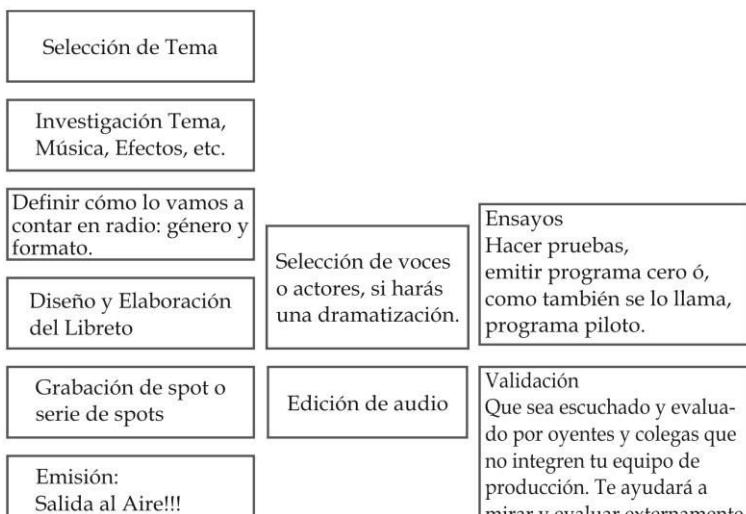 Selección de Tema
Investigación Tema,
Música, Efectos, etc.
Definir cómo lo vamos a
contar en radio: género y
formato.
Diseño y Elaboración
del Libreto
Selección de voces
o actores, si harás
una dramatización.
Ensayos
Hacer pruebas,
emitir programa cero ó,
como también se lo llama,
programa piloto.
Grabación de spot o
serie de spots
Edición de audio
Validación
Que sea escuchado y evalua-
do por oyentes y colegas que
no integren tu equipo de
producción. Te ayudará a
mirar y evaluar externamente
Emisión:
Salida al Aire!!!